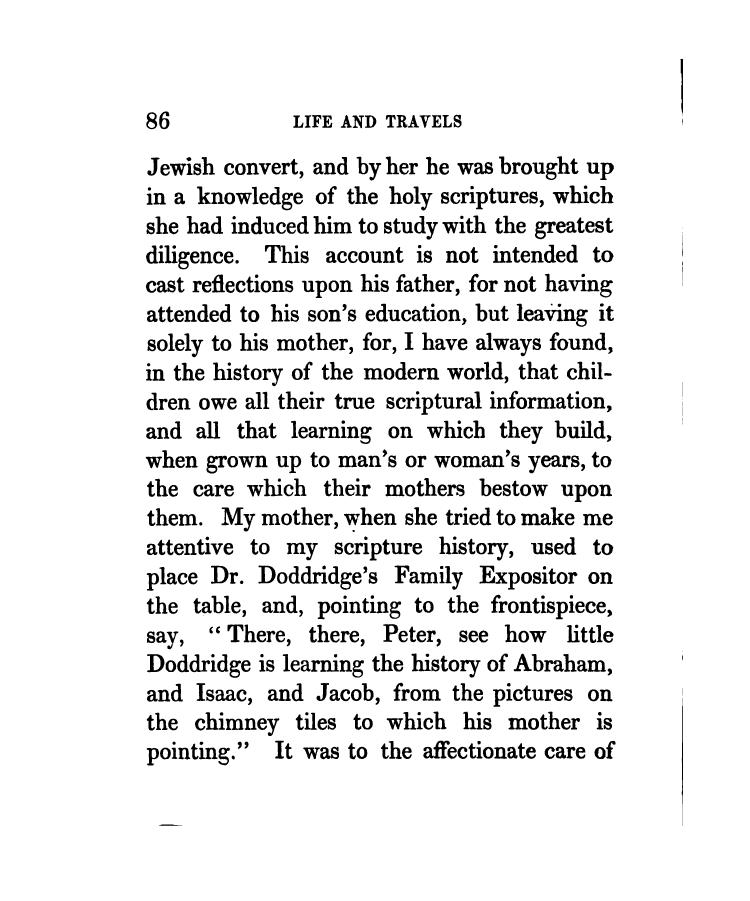 86 LIFE AND TRAVELS
Jewish convert, and by her he was brought up
in a knowledge of the holy scriptures, which
she had induced him to study with the greatest
diligence. This account is not intended to
cast reflections upon his father, for not having
attended to his son's education, but leaving it
solely to his mother, for, I have always found,
in the history of the modern world, that chil-
dren owe all their true scriptural information,
and all that learning on which they build,
when grown up to man's or woman's years, to
the care which their mothers bestow upon
them. My mother, when she tried to make me
attentive to my scripture history, used to
place Dr. Doddridge's Family Expositor on
the table, and, pointing to the frontispiece,
say, "There, there, Peter, see how little
Doddridge is learning the history of Abraham,
and Isaac, and Jacob, from the pictures on
the chimney tiles to which his mother is
pointing." It was to the affectionate care of